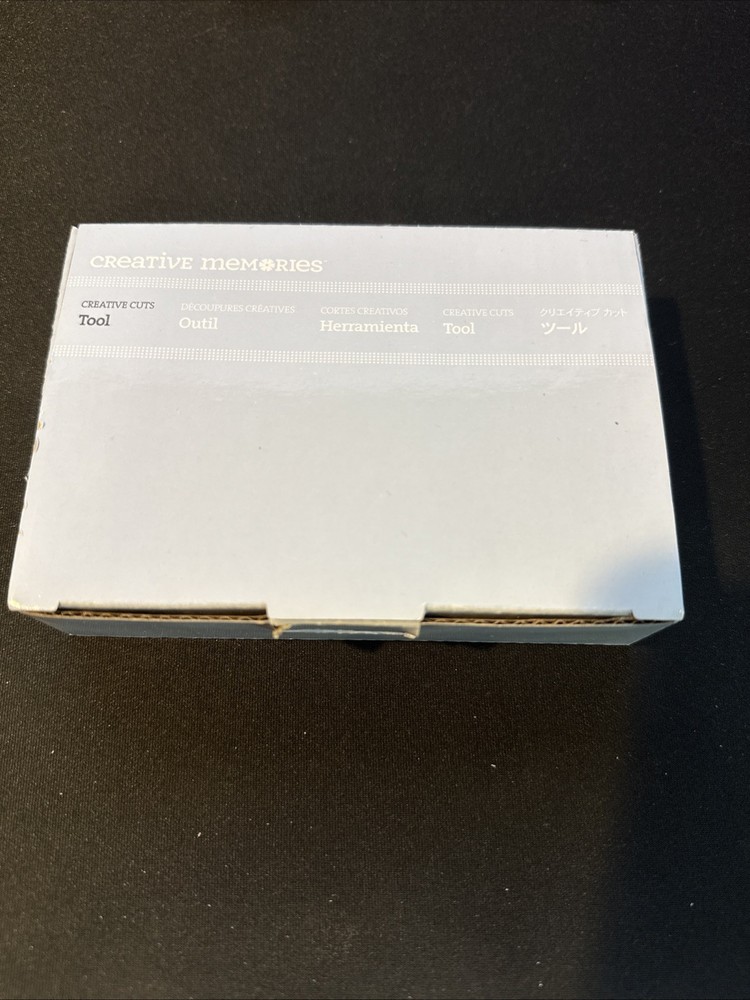 CREATIVE MEMORIES
CREATIVE CUTS
Tool
DÉCOUPURES CRÉATIVES
Outil
CORTES CREATIVOS
Herramienta
CREATIVE CUTS
Tool
クリエイティブ カット
ツール